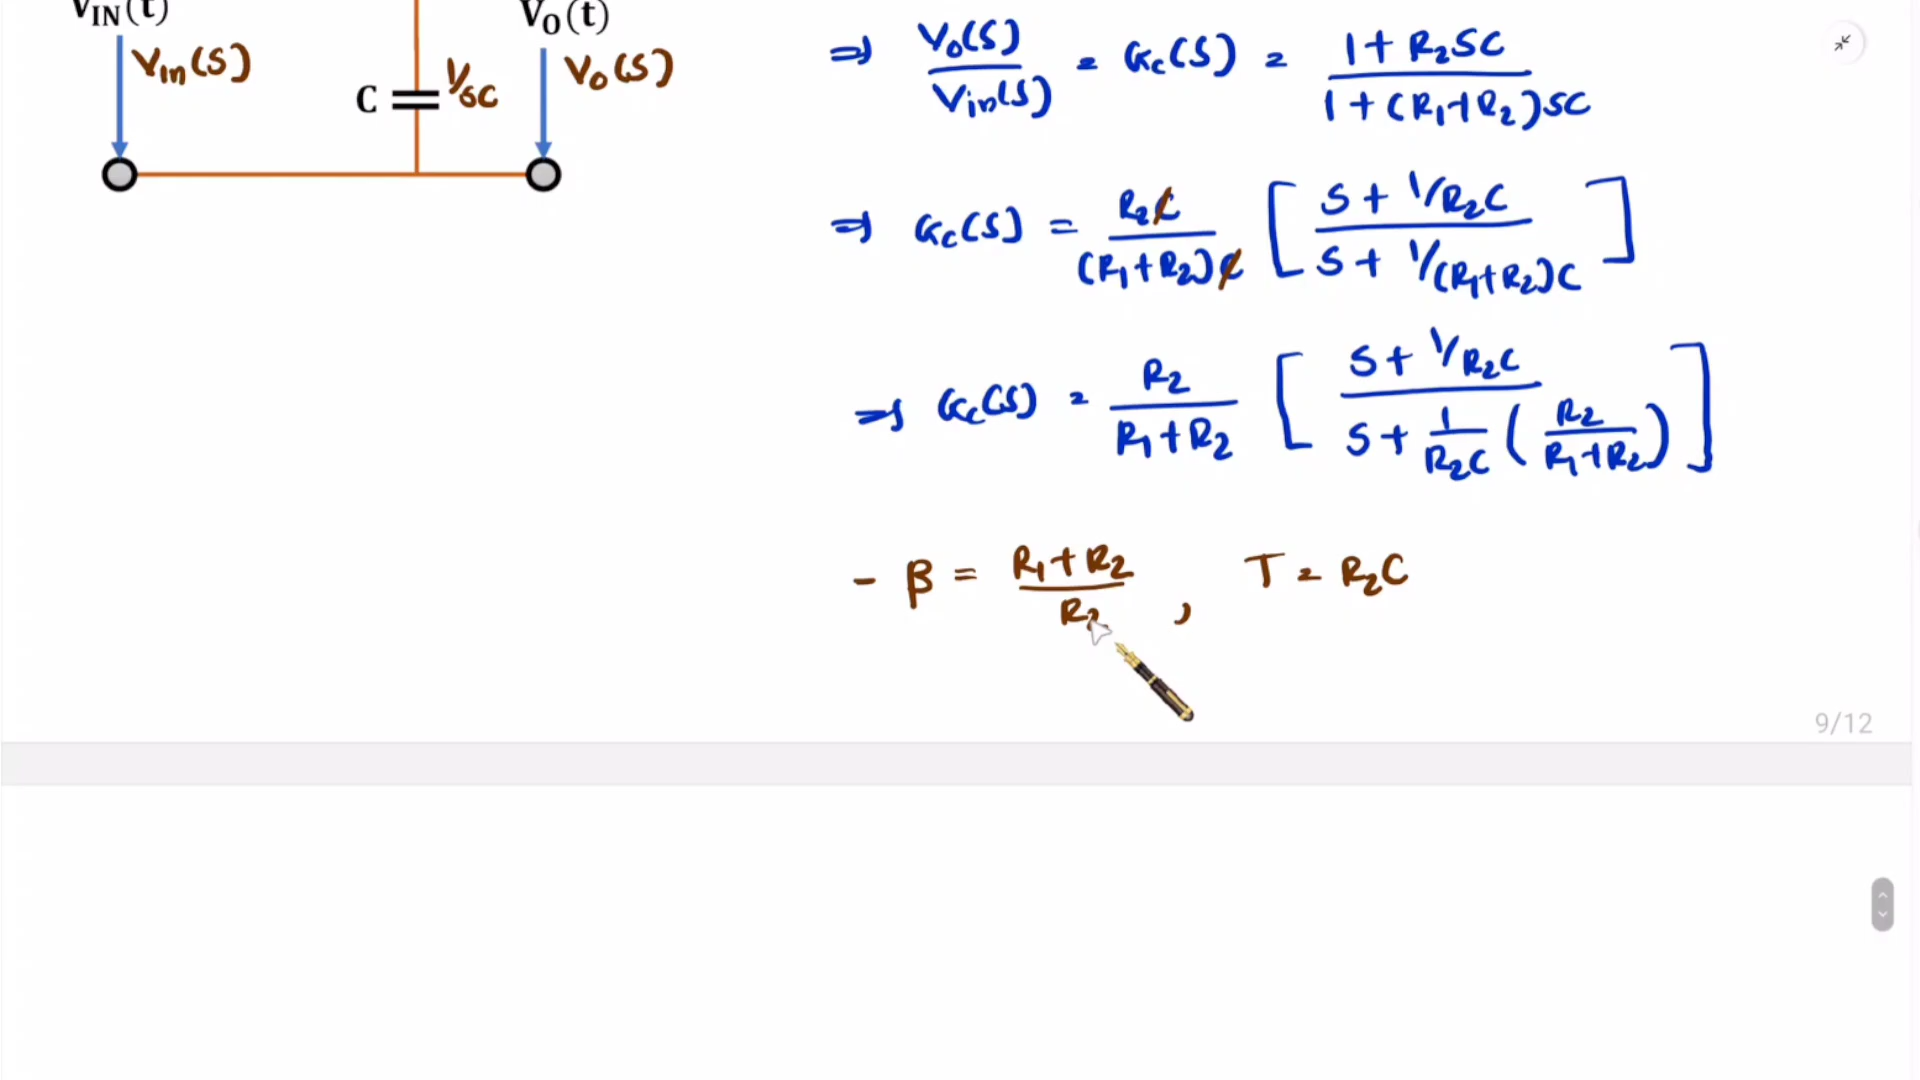 V_IN(t)
V_O(t)
V_in(S)
V_o(S)
C
1/SC
⇒ V_o(S)/V_in(S) = G_c(S) = (1 + R_2SC)/(1 + (R_1+R_2)SC)
⇒ G_c(S) = R_2C/(R_1+R_2)C [ (S + 1/R_2C)/(S + 1/(R_1+R_2)C) ]
⇒ G_c(S) = R_2/(R_1+R_2) [ (S + 1/R_2C)/(S + 1/R_2C (R_2/(R_1+R_2))) ]
- β = (R_1+R_2)/R_2 , T = R_2C
9/12